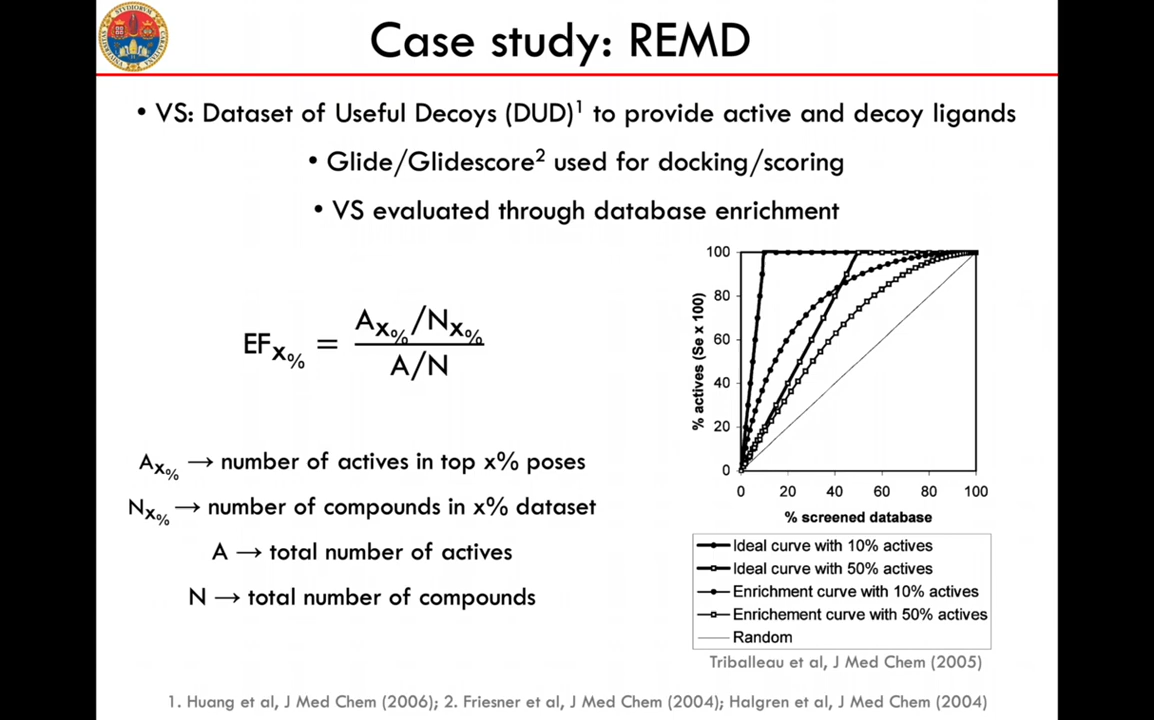 Case study: REMD
• VS: Dataset of Useful Decoys (DUD)1 to provide active and decoy ligands
• Glide/Glidescore2 used for docking/scoring
• VS evaluated through database enrichment
EFx% = Ax%/Nx% / A/N
Ax% → number of actives in top x% poses
Nx% → number of compounds in x% dataset
A → total number of actives
N → total number of compounds
% actives (Se x 100)
100
80
60
40
20
0
0 20 40 60 80 100
% screened database
Ideal curve with 10% actives
Ideal curve with 50% actives
Enrichment curve with 10% actives
Enrichement curve with 50% actives
Random
Triballeau et al, J Med Chem (2005)
1. Huang et al, J Med Chem (2006); 2. Friesner et al, J Med Chem (2004); Halgren et al, J Med Chem (2004)